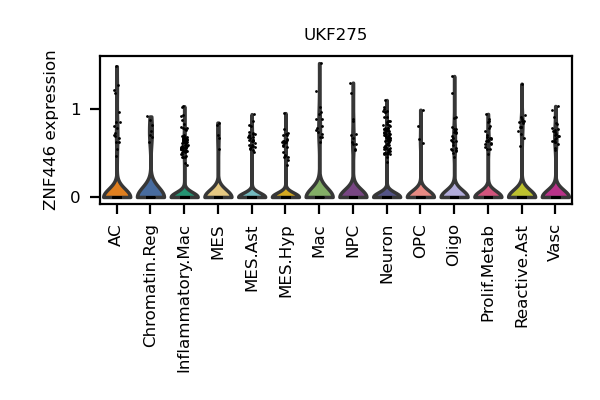 UKF275
ZNF446 expression
1
0
AC
Chromatin.Reg
Inflammatory.Mac
MES
MES.Ast
MES.Hyp
Mac
NPC
Neuron
OPC
Oligo
Prolif.Metab
Reactive.Ast
Vasc